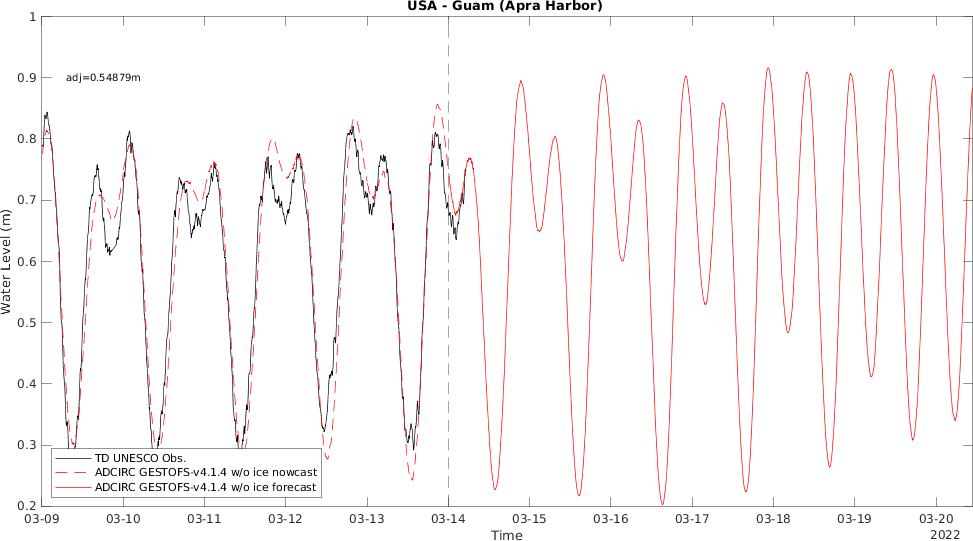 USA - Guam (Apra Harbor)
1
0.9
0.8
0.7
0.6
0.5
0.4
0.3
0.2
Water Level (m)
adj=0.54879m
TD UNESCO Obs.
ADCIRC GESTOFS-v4.1.4 w/o ice nowcast
ADCIRC GESTOFS-v4.1.4 w/o ice forecast
03-09 03-10 03-11 03-12 03-13 03-14 03-15 03-16 03-17 03-18 03-19 03-20
Time
2022